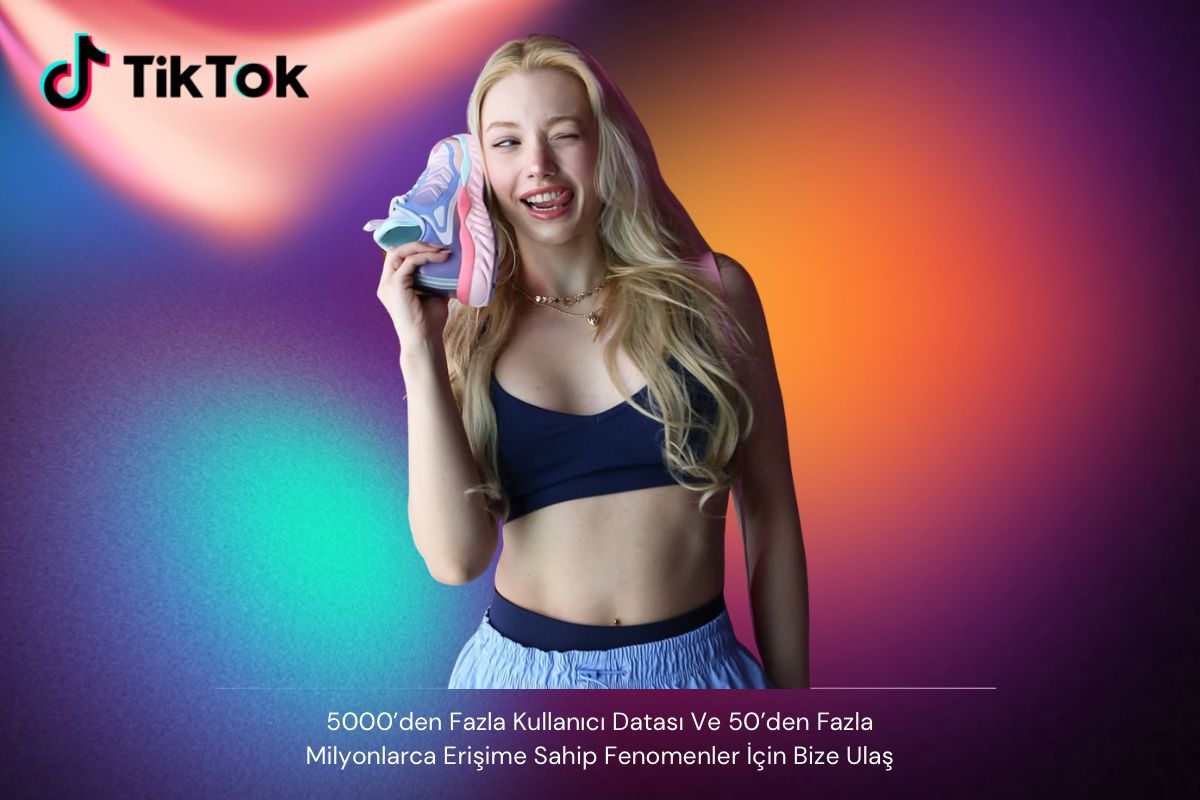 TikTok
5000'den Fazla Kullanıcı Datası Ve 50'den Fazla
Milyonlarca Erişime Sahip Fenomenler İçin Bize Ulaş